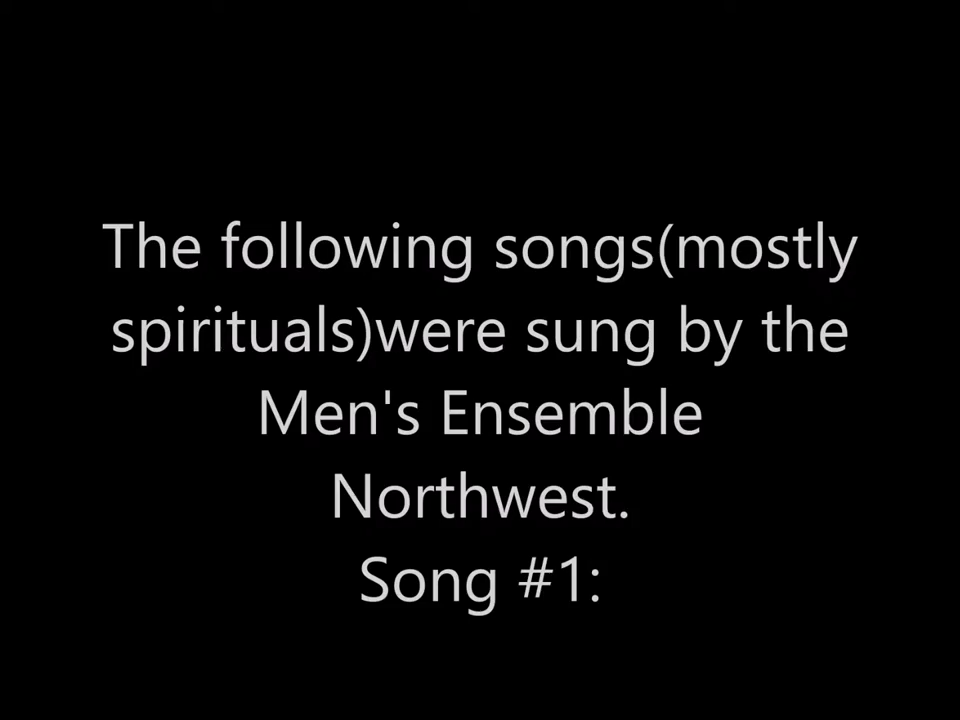 The following songs(mostly
spirituals)were sung by the
Men's Ensemble
Northwest.
Song #1: